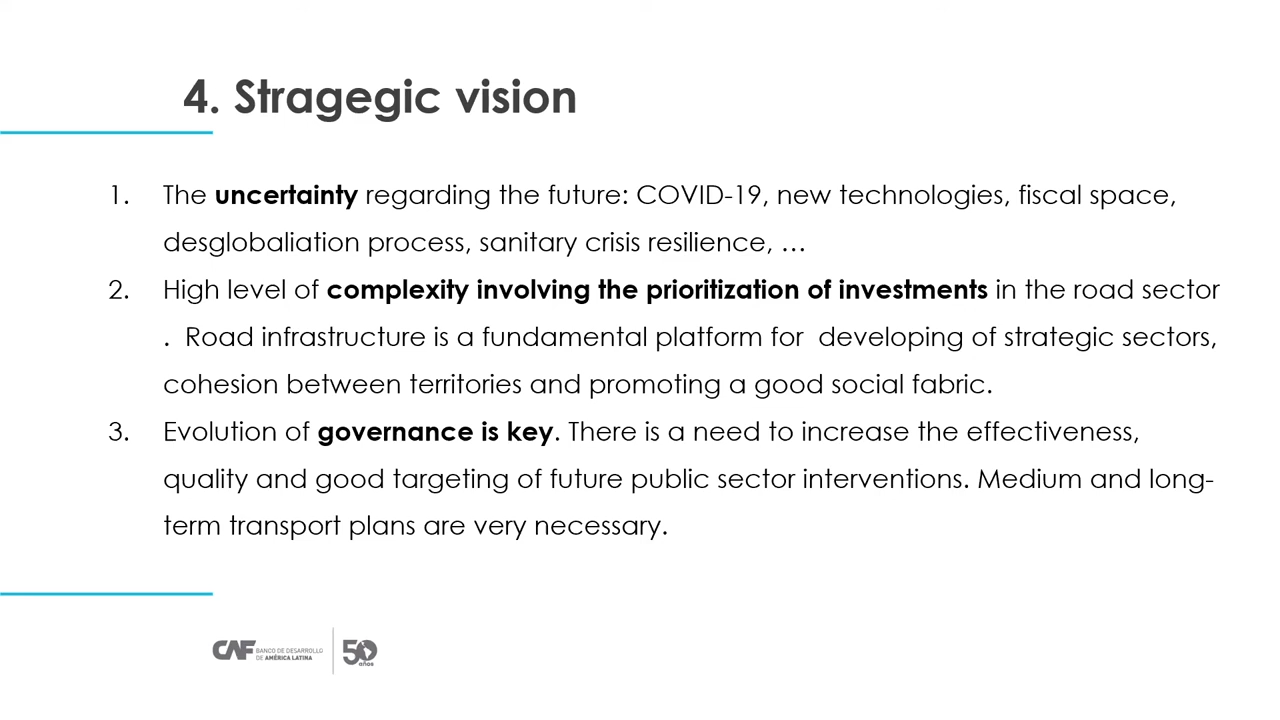 4. Stragegic vision
1. The uncertainty regarding the future: COVID-19, new technologies, fiscal space,
desglobaliation process, sanitary crisis resilience, …
2. High level of complexity involving the prioritization of investments in the road sector
. Road infrastructure is a fundamental platform for  developing of strategic sectors,
cohesion between territories and promoting a good social fabric.
3. Evolution of governance is key. There is a need to increase the effectiveness,
quality and good targeting of future public sector interventions. Medium and long-
term transport plans are very necessary.
CAF BANCO DE DESARROLLO
DE AMÉRICA LATINA
50
años